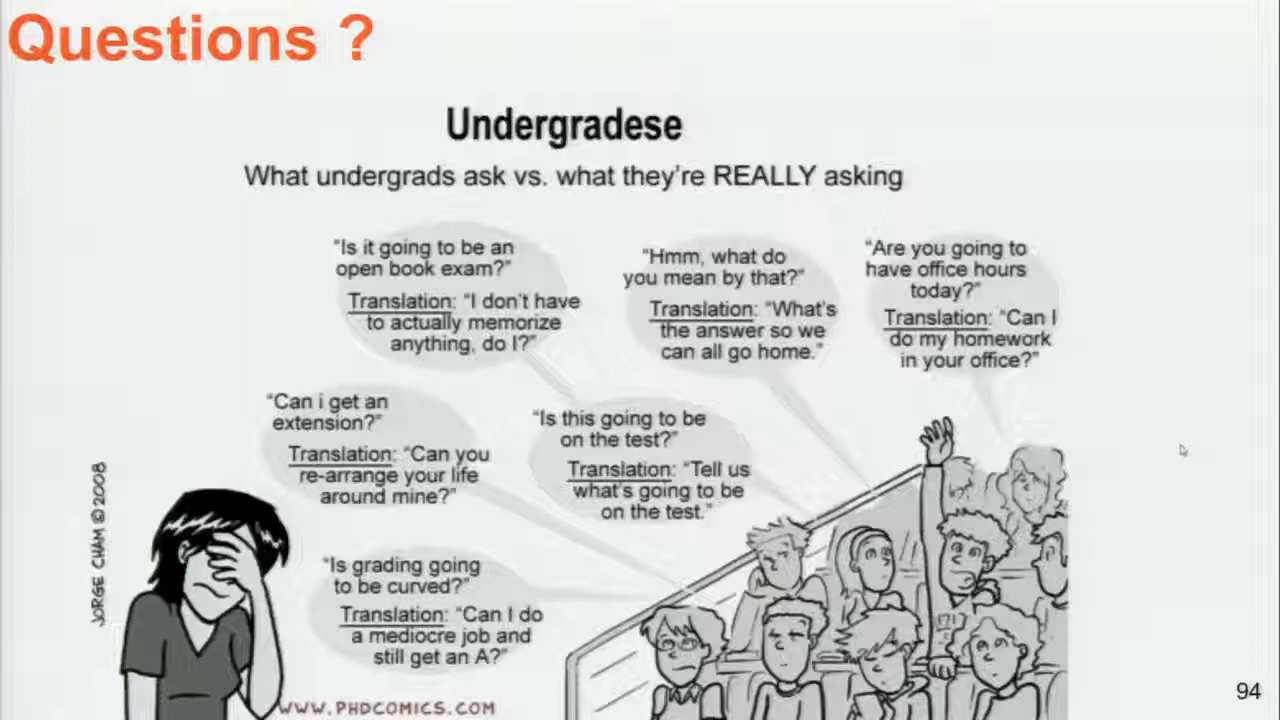 Questions ?
Undergradese
What undergrads ask vs. what they're REALLY asking
"Is it going to be an
open book exam?"
Translation: "I don't have
to actually memorize
anything, do I?"
"Hmm, what do
you mean by that?"
Translation: "What's
the answer so we
can all go home."
"Are you going to
have office hours
today?"
Translation: "Can I
do my homework
in your office?"
"Can i get an
extension?"
Translation: "Can you
re-arrange your life
around mine?"
"Is this going to be
on the test?"
Translation: "Tell us
what's going to be
on the test."
"Is grading going
to be curved?"
Translation: "Can I do
a mediocre job and
still get an A?"
JORGE CHAM © 2008
WWW.PHDCOMICS.COM
94